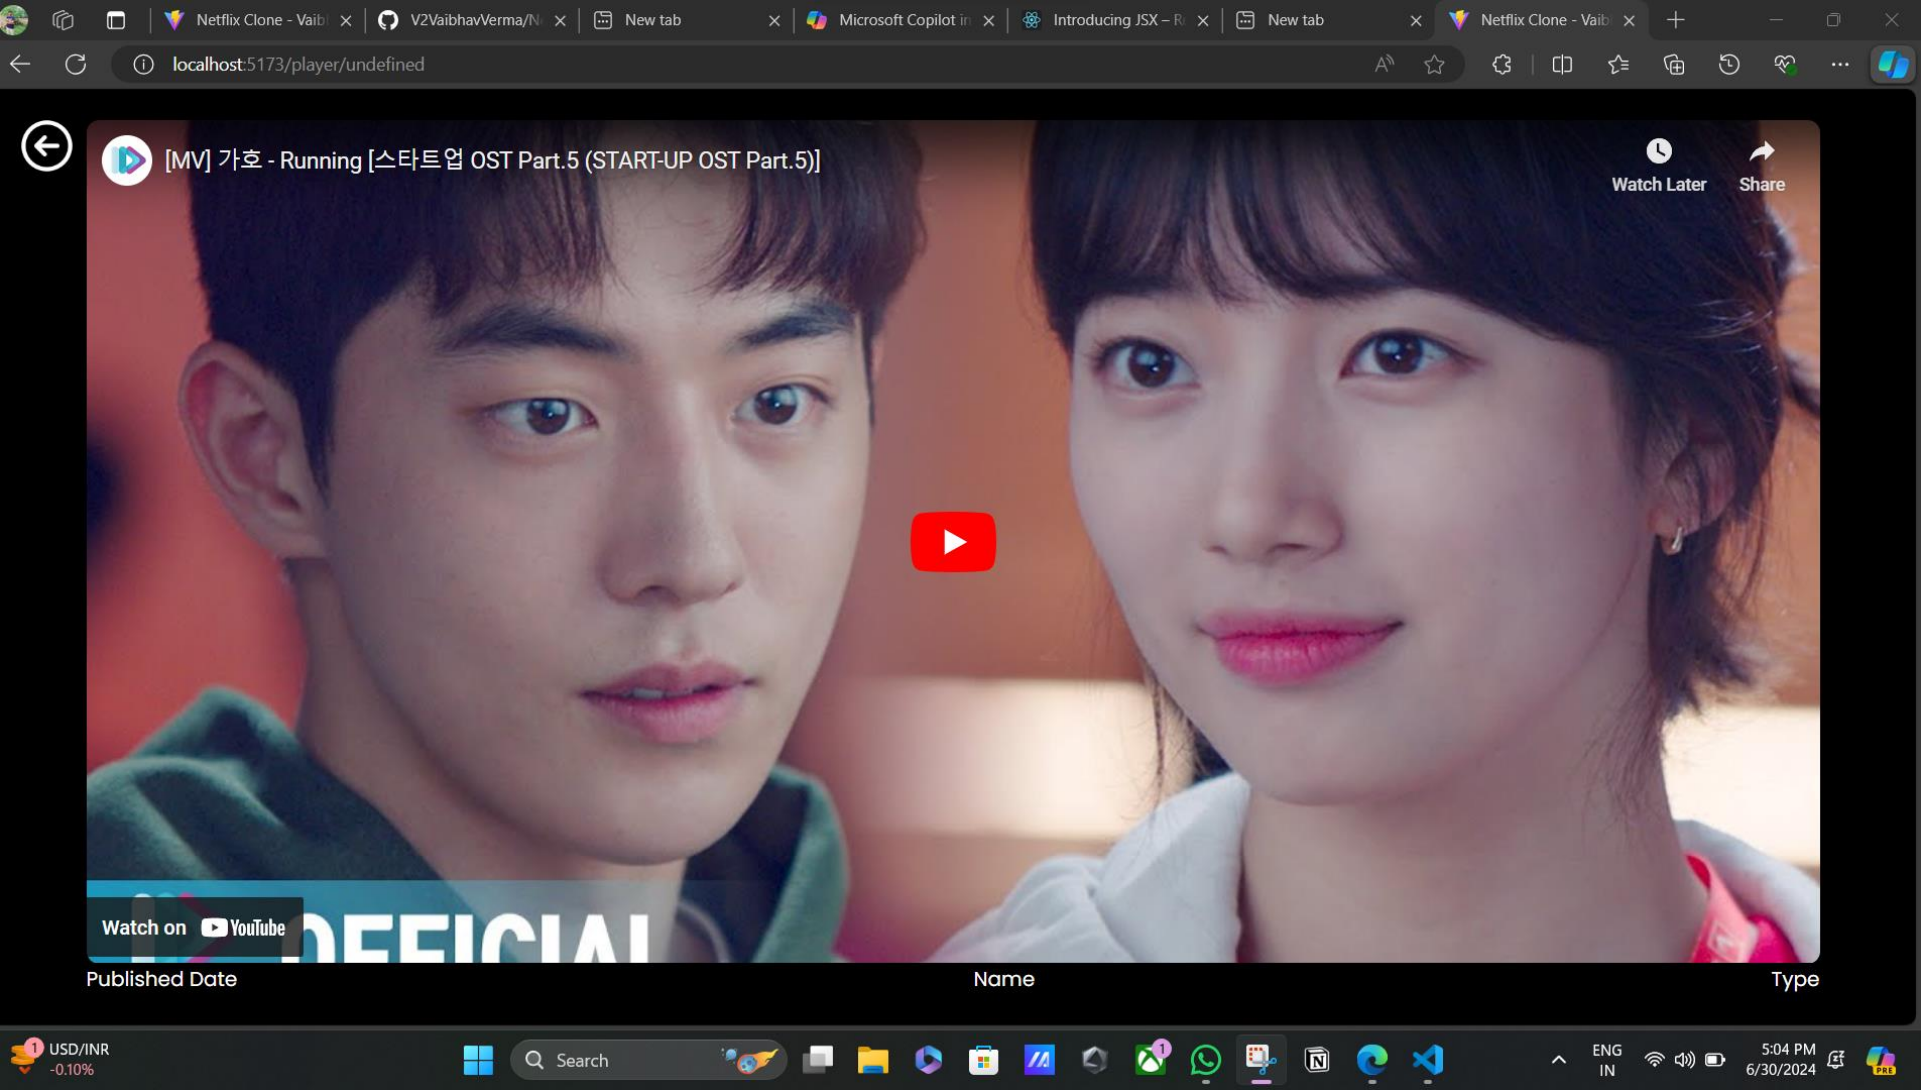 Netflix Clone - Vaib
V2VaibhavVerma/N
New tab
Microsoft Copilot in
Introducing JSX – R
New tab
Netflix Clone - Vaib
localhost:5173/player/undefined
[MV] 가호 - Running [스타트업 OST Part.5 (START-UP OST Part.5)]
Watch Later
Share
Watch on YouTube
OFFICIAL
Published Date
Name
Type
1
USD/INR
-0.10%
Search
1
ENG
IN
5:04 PM
6/30/2024
PRE